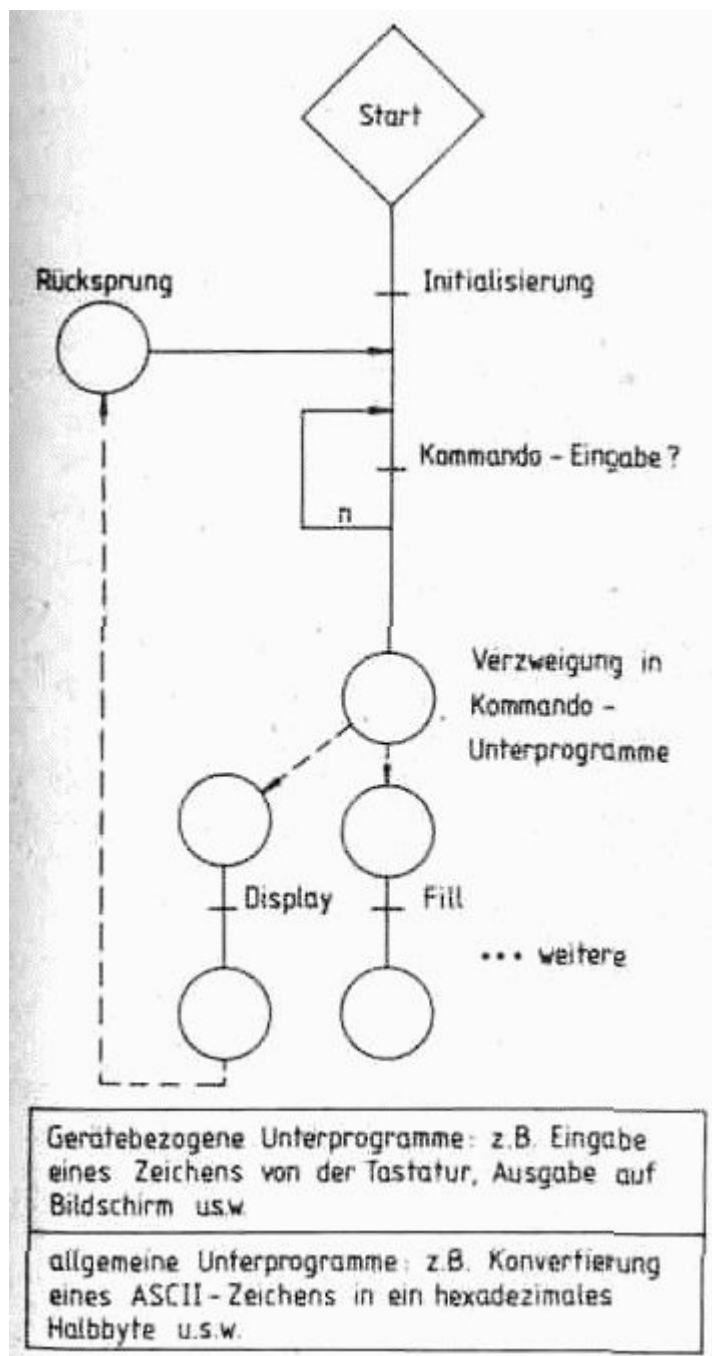 Start
Rücksprung
Initialisierung
Kommando - Eingabe?
n
Verzweigung in
Kommando -
Unterprogramme
Display
Fill
••• weitere
Gerätebezogene Unterprogramme: z.B. Eingabe
eines Zeichens von der Tastatur, Ausgabe auf
Bildschirm usw.
allgemeine Unterprogramme: z.B. Konvertierung
eines ASCII - Zeichens in ein hexadezimales
Halbbyte u.s.w.